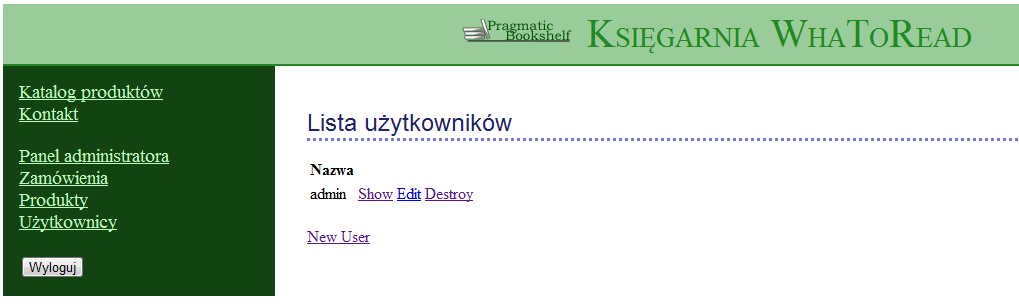 Pragmatic
Bookshelf
Księgarnia WhaToRead
Katalog produktów
Kontakt
Panel administratora
Zamówienia
Produkty
Użytkownicy
Wyloguj
Lista użytkowników
Nazwa
admin Show Edit Destroy
New User